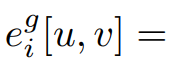 $e_i^g[u, v] =$